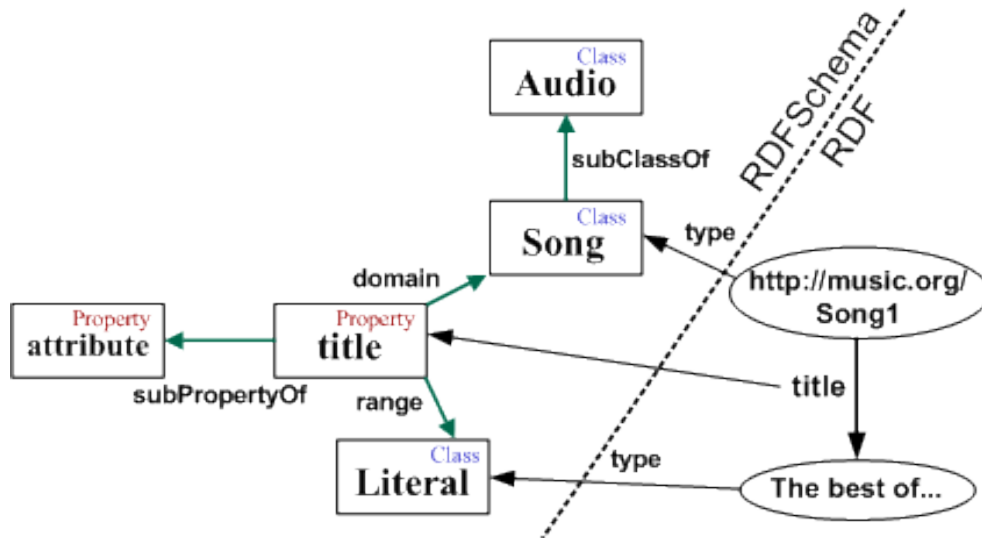 Class
Audio
RDFSchema
RDF
subClassOf
Class
Song
type
http://music.org/
Song1
domain
Property
attribute
Property
title
subPropertyOf
range
title
Class
Literal
type
The best of...